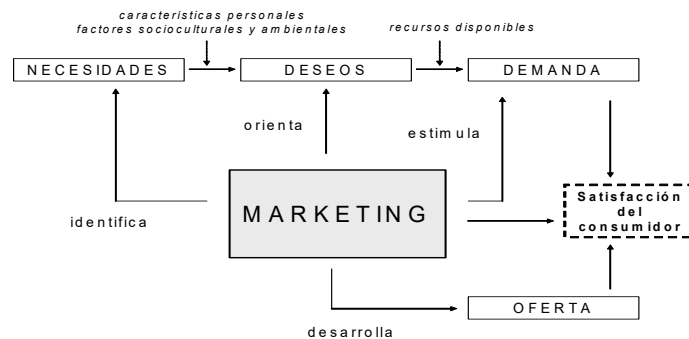 características personales
factores socioculturales y ambientales
recursos disponibles
NECESIDADES
DESEOS
DEMANDA
orienta
estimula
identifica
MARKETING
Satisfacción
del
consumidor
OFERTA
desarrolla